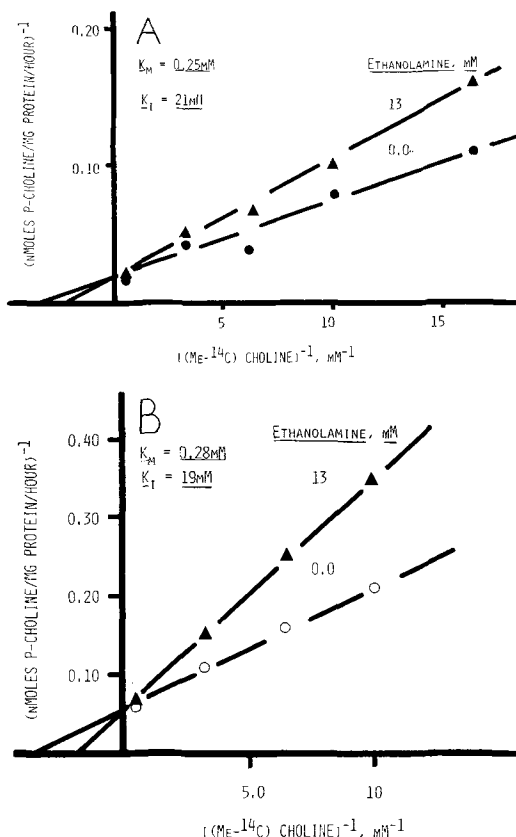 A
0.20
K_M = 0.25mM
K_I = 21mM
ETHANOLAMINE, mM
13
0.0
0.10
(NMOLES P-CHOLINE/MG PROTEIN/HOUR)⁻¹
5
10
15
[(ME-¹⁴C) CHOLINE]⁻¹, mM⁻¹
B
0.40
K_M = 0.28mM
K_I = 19mM
ETHANOLAMINE, mM
13
0.30
0.0
0.20
0.10
(NMOLES P-CHOLINE/MG PROTEIN/HOUR)⁻¹
5.0
10
[(ME-¹⁴C) CHOLINE]⁻¹, mM⁻¹